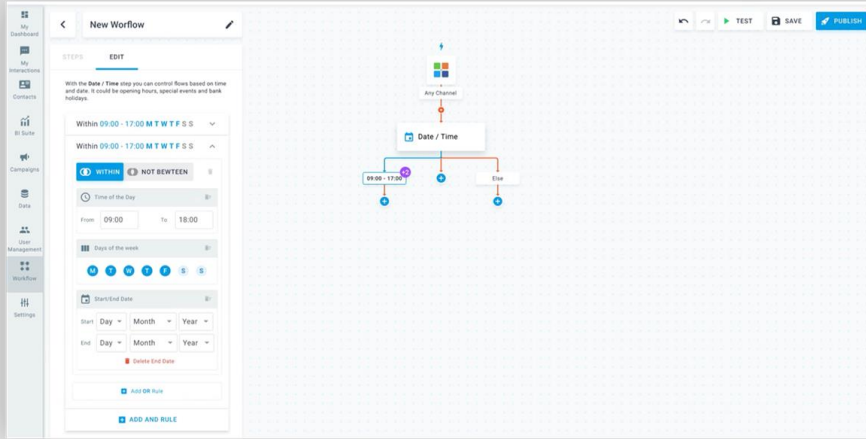 My
Dashboard
My
Interactions
Contacts
BI Suite
Campaigns
Data
User
Management
Workflow
Settings
New Worflow
STEPS EDIT
With the Date / Time step you can control flows based on time
and date. It could be opening hours, special events and bank
holidays.
Within 09:00 - 17:00 M T W T F S S
Within 09:00 - 17:00 M T W T F S S
WITHIN NOT BEWTEEN
Time of the Day
From 09:00 To 18:00
Days of the week
M T W T F S S
Start/End Date
Start Day Month Year
End Day Month Year
Delete End Date
Add OR Rule
ADD AND RULE
TEST SAVE PUBLISH
Any Channel
Date / Time
+2
09:00 - 17:00 Else